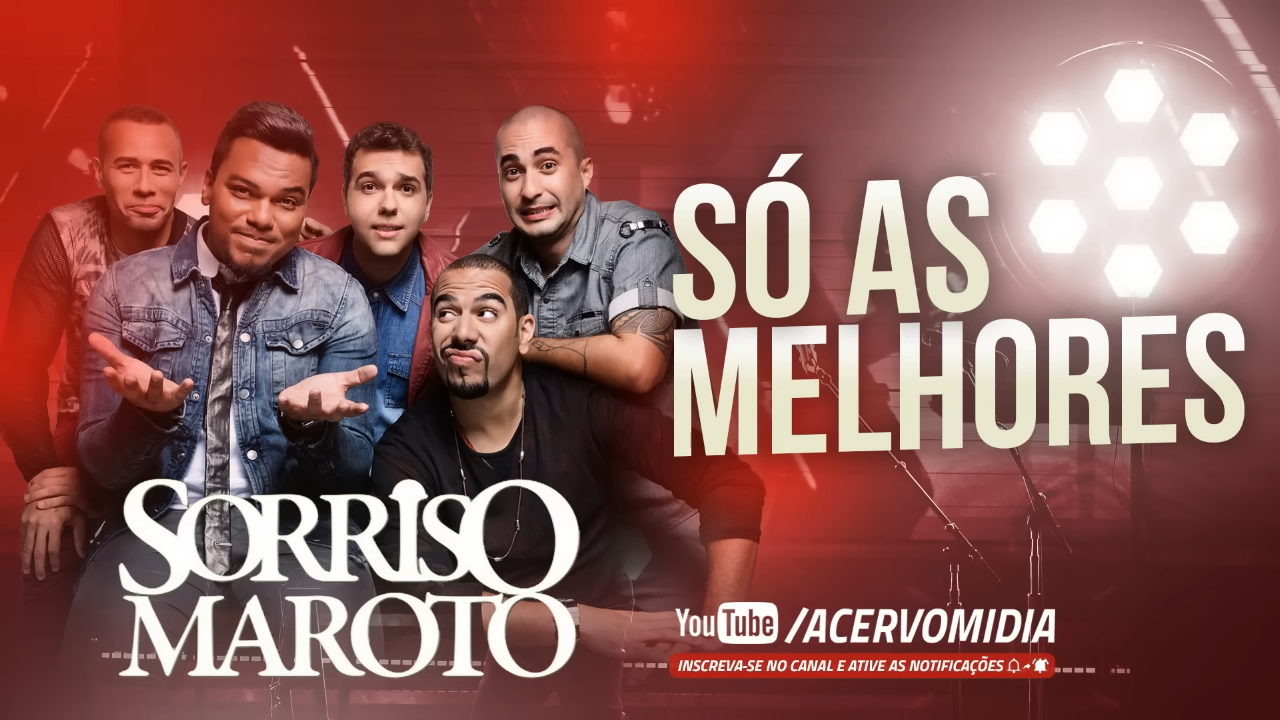 SÓ AS
MELHORES
SORRISO
MAROTO
YouTube /ACERVOMIDIA
INSCREVA-SE NO CANAL E ATIVE AS NOTIFICAÇÕES